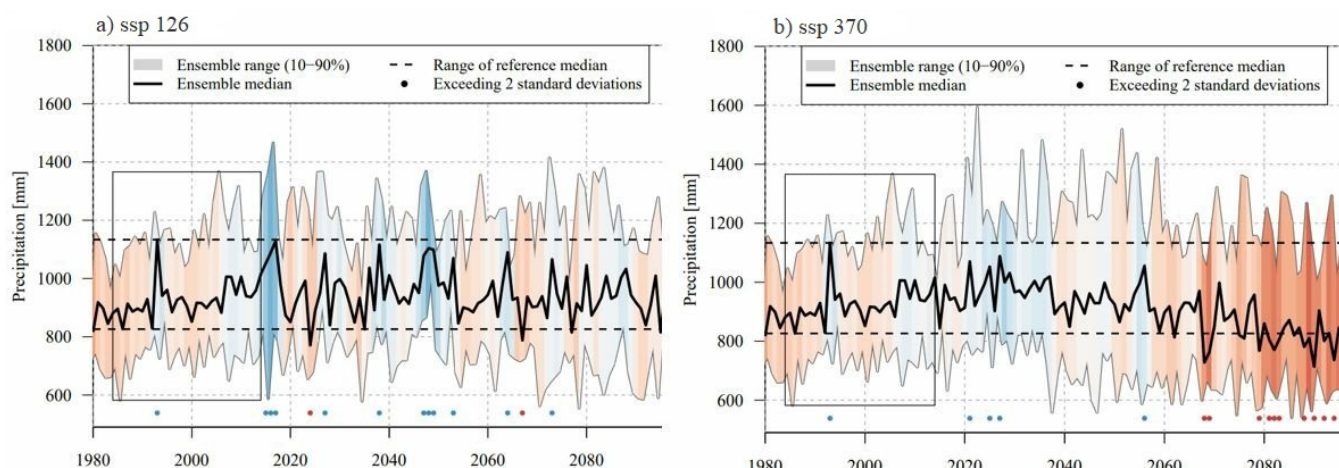 a) ssp 126
1800
1600
1400
1200
1000
800
600
Precipitation [mm]
Ensemble range (10−90%)
Ensemble median
Range of reference median
Exceeding 2 standard deviations
1980
2000
2020
2040
2060
2080
b) ssp 370
1800
1600
1400
1200
1000
800
600
Precipitation [mm]
Ensemble range (10−90%)
Ensemble median
Range of reference median
Exceeding 2 standard deviations
1980
2000
2020
2040
2060
2080